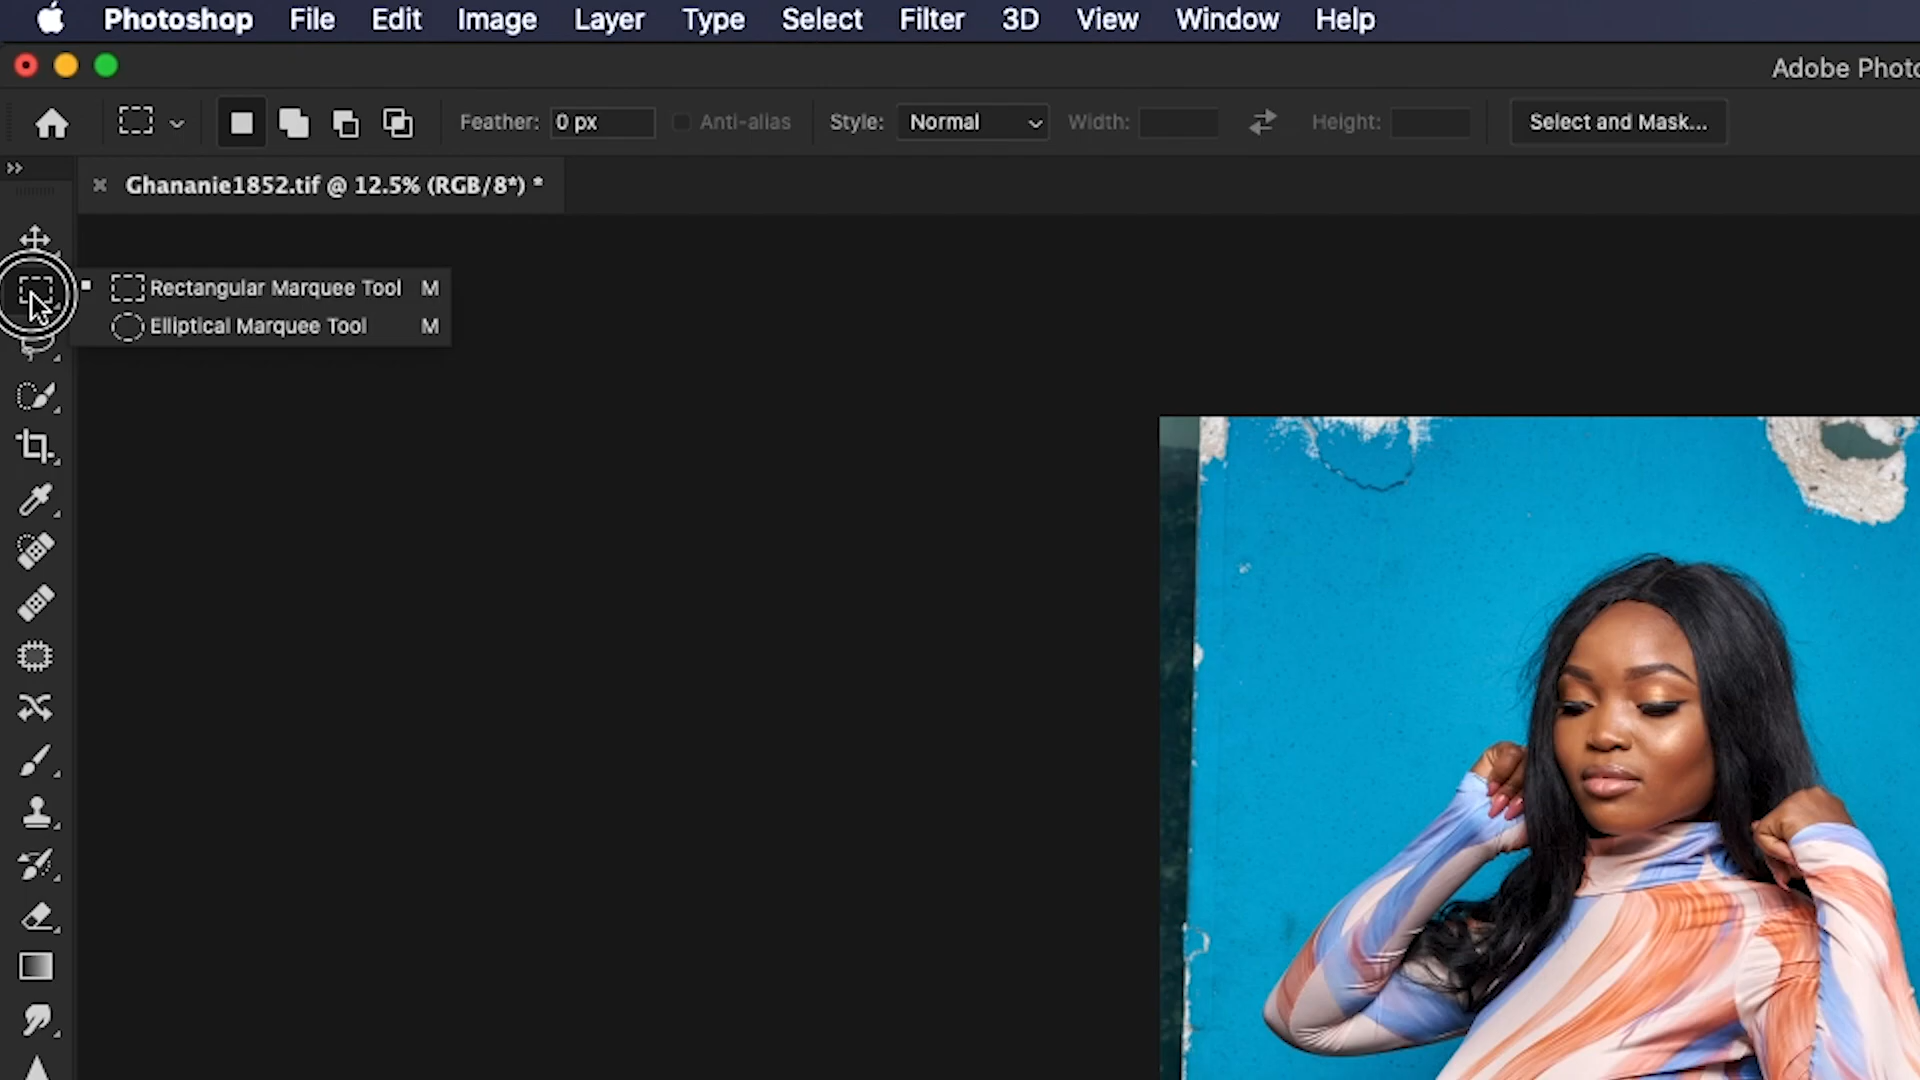 Photoshop File Edit Image Layer Type Select Filter 3D View Window Help
Adobe Photo
Feather: 0 px Anti-alias Style: Normal Width: Height: Select and Mask...
Ghananie1852.tif @ 12.5% (RGB/8*) *
Rectangular Marquee Tool M
Elliptical Marquee Tool M